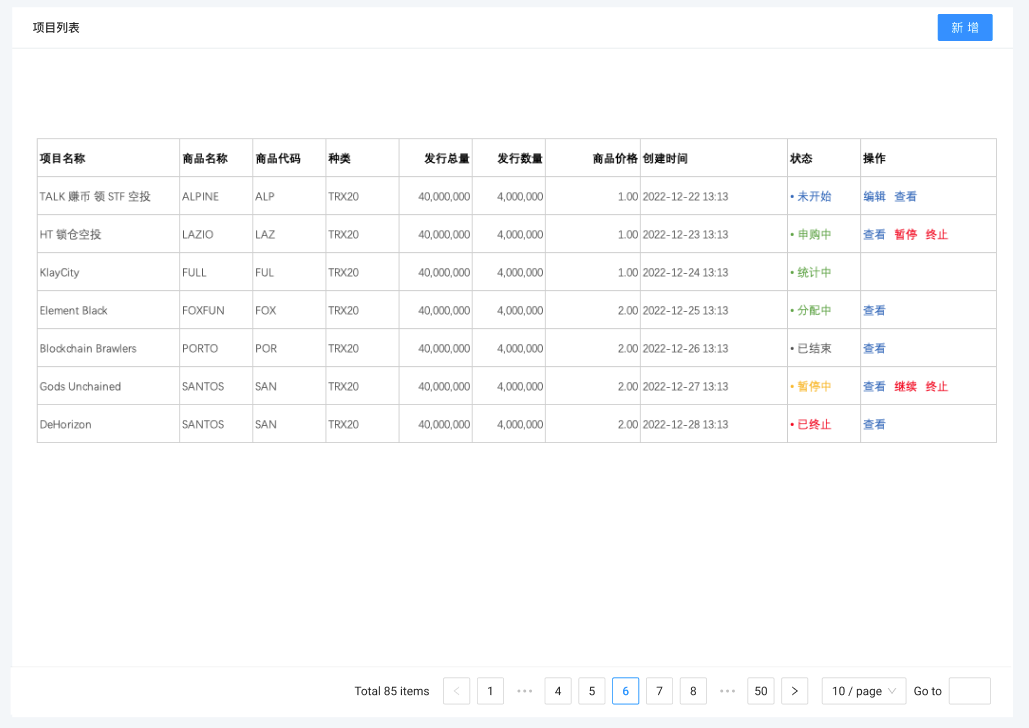 项目列表 新 增
项目名称 商品名称 商品代码 种类 发行总量 发行数量 商品价格 创建时间 状态 操作
TALK 赚币 领 STF 空投 ALPINE ALP TRX20 40,000,000 4,000,000 1.00 2022-12-22 13:13 • 未开始 编辑 查看
HT 锁仓空投 LAZIO LAZ TRX20 40,000,000 4,000,000 1.00 2022-12-23 13:13 • 申购中 查看 暂停 终止
KlayCity FULL FUL TRX20 40,000,000 4,000,000 1.00 2022-12-24 13:13 • 统计中
Element Black FOXFUN FOX TRX20 40,000,000 4,000,000 2.00 2022-12-25 13:13 • 分配中 查看
Blockchain Brawlers PORTO POR TRX20 40,000,000 4,000,000 2.00 2022-12-26 13:13 • 已结束 查看
Gods Unchained SANTOS SAN TRX20 40,000,000 4,000,000 2.00 2022-12-27 13:13 • 暂停中 查看 继续 终止
DeHorizon SANTOS SAN TRX20 40,000,000 4,000,000 2.00 2022-12-28 13:13 • 已终止 查看
Total 85 items < 1 ••• 4 5 6 7 8 ••• 50 > 10 / page Go to